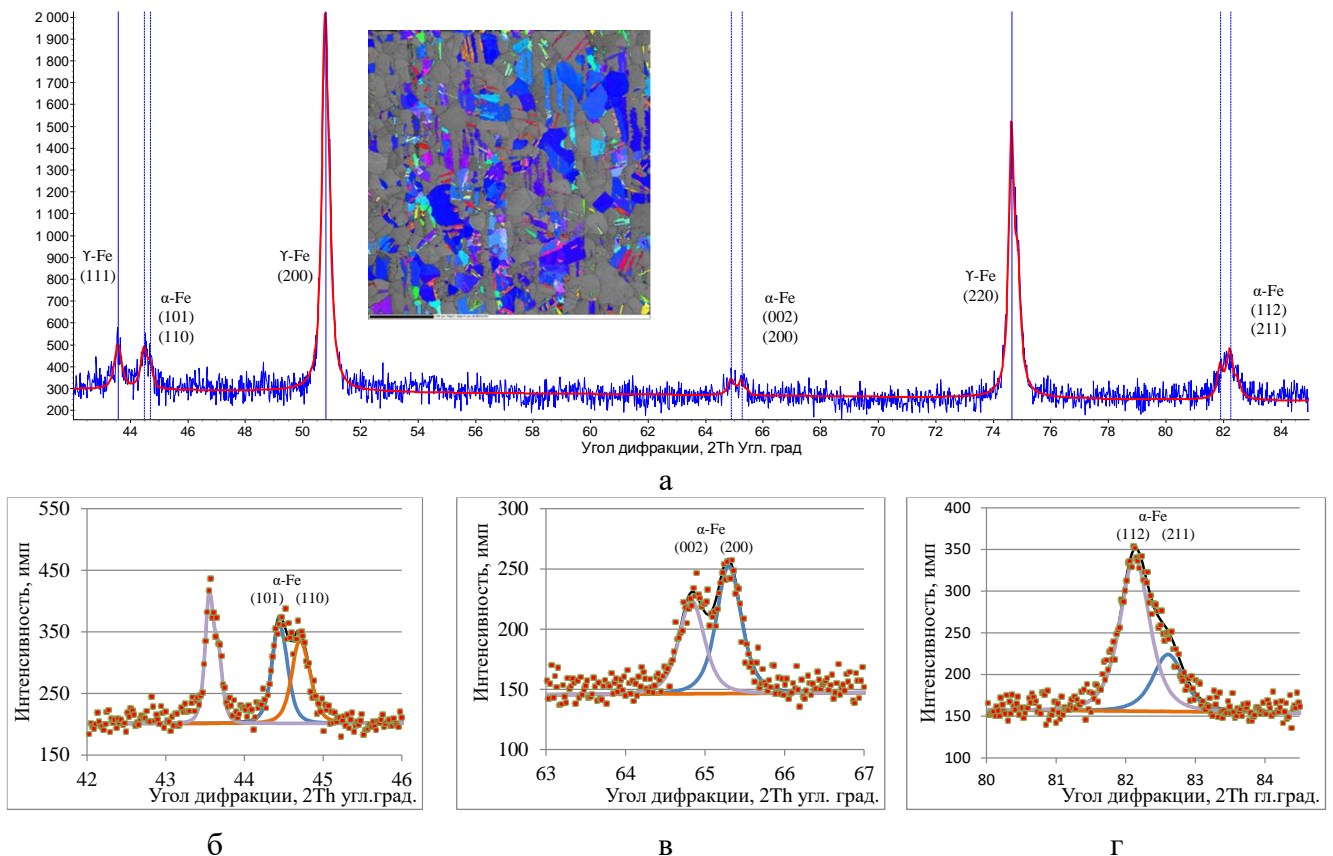 2 000
1 900
1 800
1 700
1 600
1 500
1 400
1 300
1 200
1 100
1 000
900
800
700
600
500
400
300
200
ϒ-Fe
(111)
α-Fe
(101)
(110)
ϒ-Fe
(200)
α-Fe
(002)
(200)
ϒ-Fe
(220)
α-Fe
(112)
(211)
44 46 48 50 52 54 56 58 60 62 64 66 68 70 72 74 76 78 80 82 84
Угол дифракции, 2Th Угл. град
а
Интенсивность, имп
550
450
350
250
150
α-Fe
(101) (110)
42 43 44 45 46
Угол дифракции, 2Th угл.град.
б
Интенсивность, имп
300
250
200
150
100
α-Fe
(002) (200)
63 64 65 66 67
Угол дифракции, 2Th угл. град.
в
Интенсивность, имп
400
350
300
250
200
150
100
α-Fe
(112) (211)
80 81 82 83 84
Угол дифракции, 2Th гл.град.
г